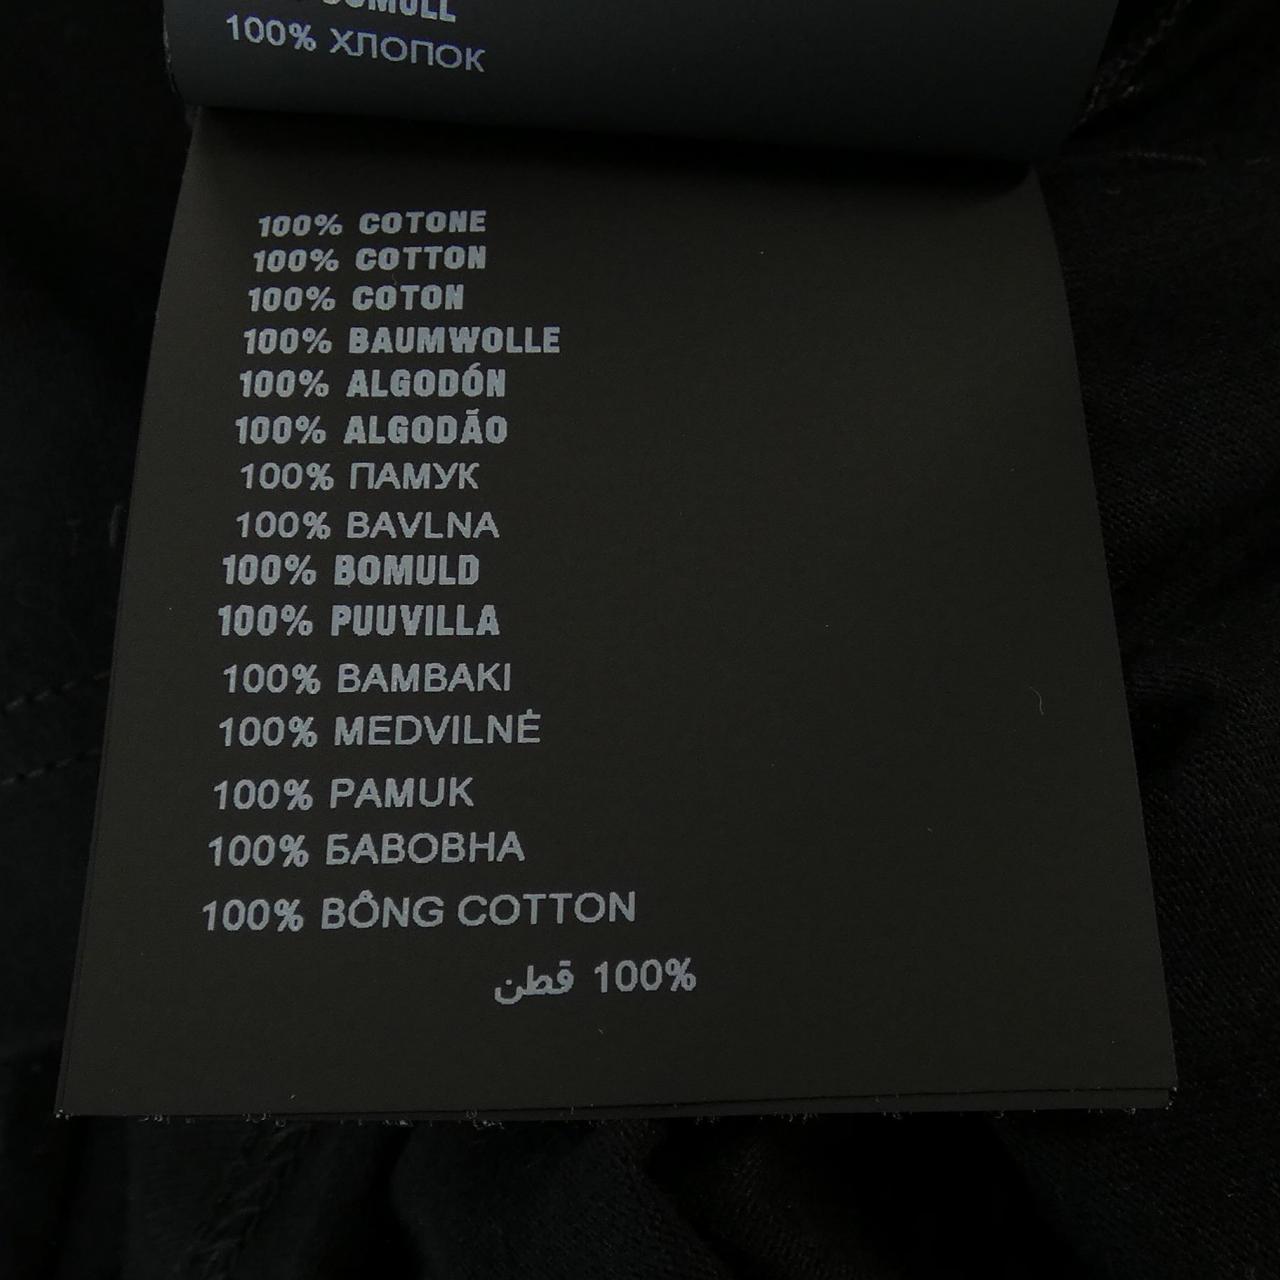 100% ХЛОПОК
100% COTONE
100% COTTON
100% COTON
100% BAUMWOLLE
100% ALGODÓN
100% ALGODÃO
100% ПАМУК
100% BAVLNA
100% BOMULD
100% PUUVILLA
100% BAMBAKI
100% MEDVILNĖ
100% PAMUK
100% БАВОВНА
100% BÔNG COTTON
100% قطن